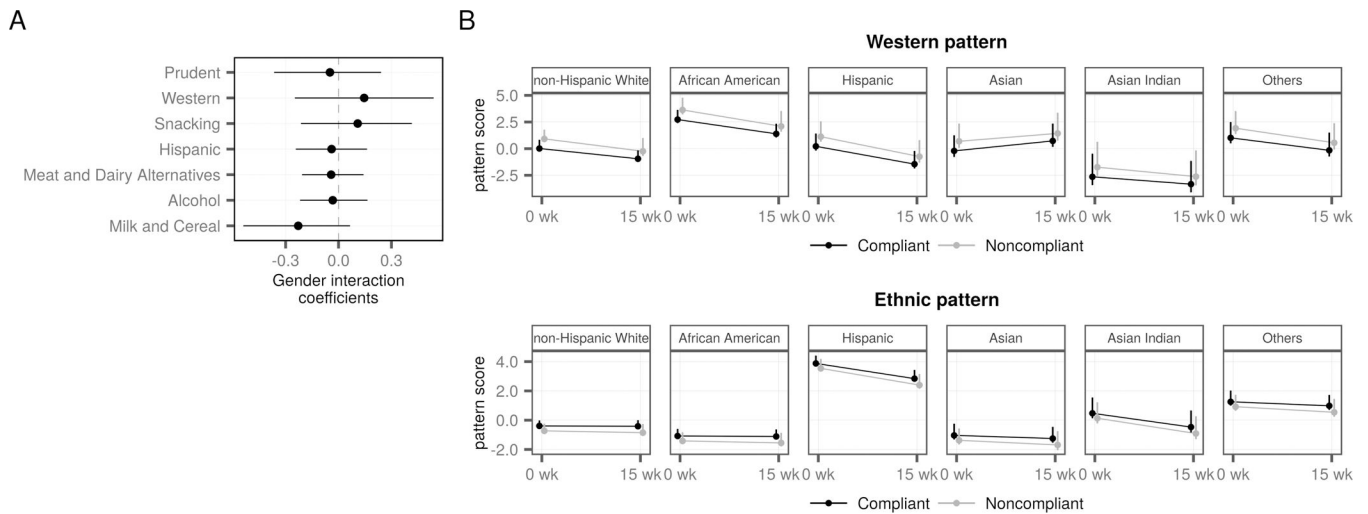 A
Prudent
Western
Snacking
Hispanic
Meat and Dairy Alternatives
Alcohol
Milk and Cereal
-0.3 0.0 0.3
Gender interaction
coefficients
B
Western pattern
non-Hispanic White African American Hispanic Asian Asian Indian Others
5.0
2.5
0.0
-2.5
pattern score
0 wk 15 wk 0 wk 15 wk 0 wk 15 wk 0 wk 15 wk 0 wk 15 wk 0 wk 15 wk
Compliant Noncompliant
Ethnic pattern
non-Hispanic White African American Hispanic Asian Asian Indian Others
4.0
2.0
0.0
-2.0
pattern score
0 wk 15 wk 0 wk 15 wk 0 wk 15 wk 0 wk 15 wk 0 wk 15 wk 0 wk 15 wk
Compliant Noncompliant